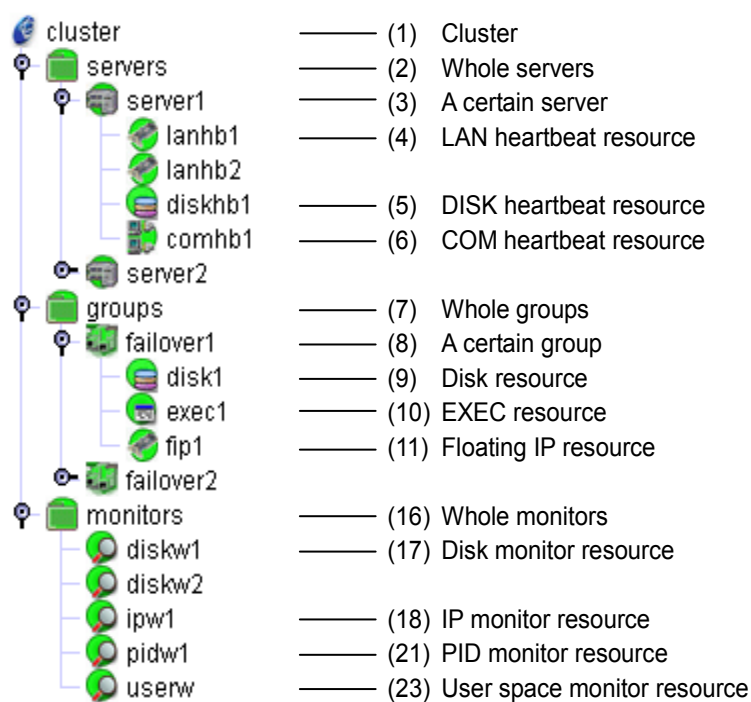 cluster (1) Cluster
servers (2) Whole servers
server1 (3) A certain server
lanhb1 (4) LAN heartbeat resource
lanhb2
diskhb1 (5) DISK heartbeat resource
comhb1 (6) COM heartbeat resource
server2
groups (7) Whole groups
failover1 (8) A certain group
disk1 (9) Disk resource
exec1 (10) EXEC resource
fip1 (11) Floating IP resource
failover2
monitors (16) Whole monitors
diskw1 (17) Disk monitor resource
diskw2
ipw1 (18) IP monitor resource
pidw1 (21) PID monitor resource
userw (23) User space monitor resource